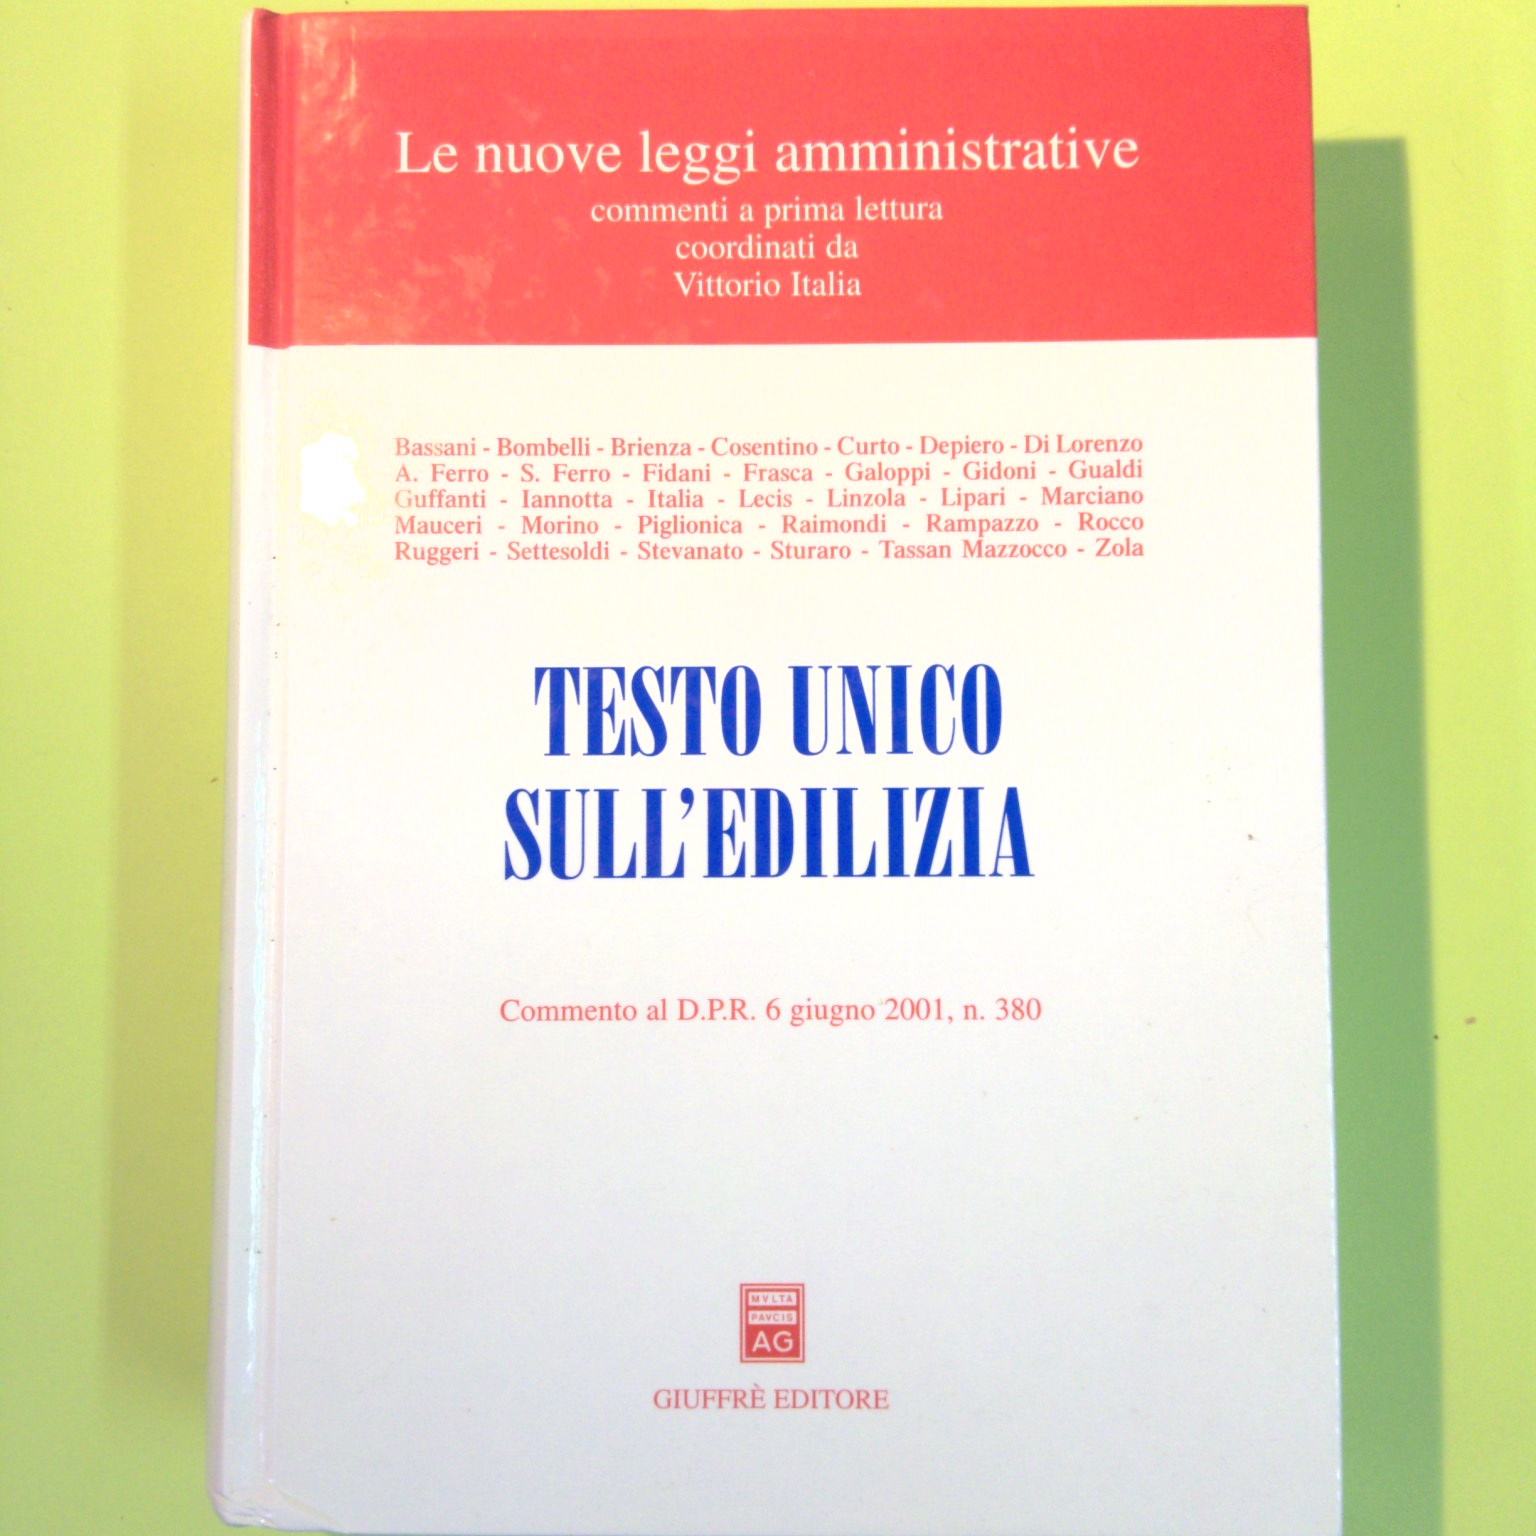 Le nuove leggi amministrative
commenti a prima lettura
coordinati da
Vittorio Italia
Bassani - Bombelli - Brienza - Cosentino - Curto - Depiero - Di Lorenzo
A. Ferro - S. Ferro - Fidani - Frasca - Galoppi - Gidoni - Gualdi
Guffanti - Iannotta - Italia - Lecis - Linzola - Lipari - Marciano
Mauceri - Morino - Piglionica - Raimondi - Rampazzo - Rocco
Ruggeri - Settesoldi - Stevanato - Sturaro - Tassan Mazzocco - Zola
TESTO UNICO
SULL'EDILIZIA
Commento al D.P.R. 6 giugno 2001, n. 380
MVLTA
PAVCIS
AG
GIUFFRÈ EDITORE